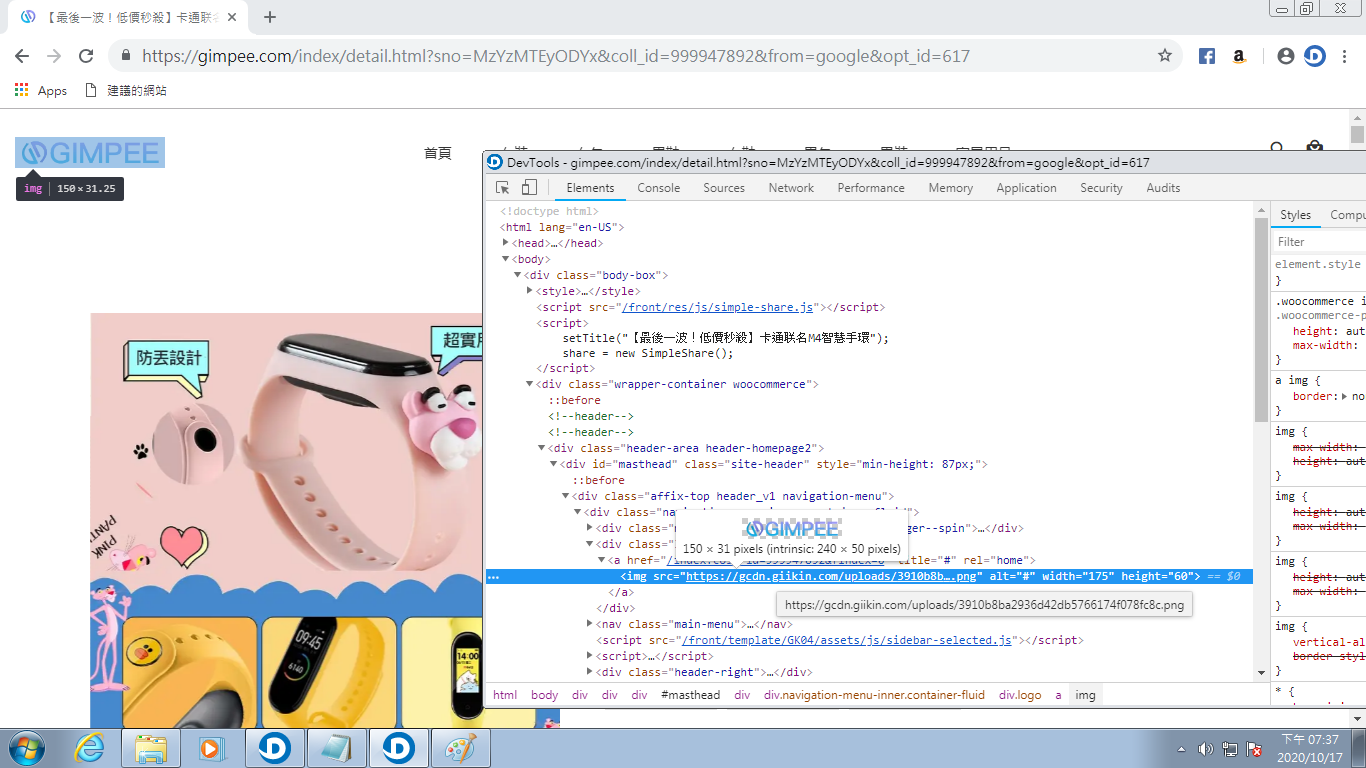 【最後一波！低價秒殺】卡通联名
https://gimpee.com/index/detail.html?sno=MzYzMTEyODYx&coll_id=999947892&from=google&opt_id=617
Apps 建議的網站
GIMPEE
首頁
img 150×31.25
DevTools - gimpee.com/index/detail.html?sno=MzYzMTEyODYx&coll_id=999947892&from=google&opt_id=617
Elements Console Sources Network Performance Memory Application Security Audits
<!doctype html>
<html lang="en-US">
<head>…</head>
<body>
<div class="body-box">
<style>…</style>
<script src="/front/res/js/simple-share.js"></script>
<script>
setTitle("【最後一波！低價秒殺】卡通联名M4智慧手環");
share = new SimpleShare();
</script>
<div class="wrapper-container woocommerce">
::before
<!--header-->
<!--header-->
<div class="header-area header-homepage2">
<div id="masthead" class="site-header" style="min-height: 87px;">
::before
<div class="affix-top header_v1 navigation-menu">
<div class="
<div class="n ger--spin">…</div>
<div class="
GIMPEE
150 × 31 pixels (intrinsic: 240 × 50 pixels)
<a href="/ title="#" rel="home">
<img src="https://gcdn.giikin.com/uploads/3910b8b….png" alt="#" width="175" height="60"> == $0
</a>
https://gcdn.giikin.com/uploads/3910b8ba2936d42db5766174f078fc8c.png
</div>
<nav class="main-menu">…</nav>
<script src="/front/template/GK04/assets/js/sidebar-selected.js"></script>
<script>…</script>
<div class="header-right">…</div>
html body div div div #masthead div div.navigation-menu-inner.container-fluid div.logo a img
Styles Compu
Filter
element.style
}
.woocommerce i
.woocommerce-p
height: aut
max-width:
}
a img {
border: no
}
img {
max-width:
height: aut
}
img {
height: aut
max-width:
}
img {
height: aut
max-width:
}
img {
vertical-al
border-styl
}
* {
防丟設計
超實用
PANTI
PINK
09:45
6140
14:00
下午 07:37
2020/10/17